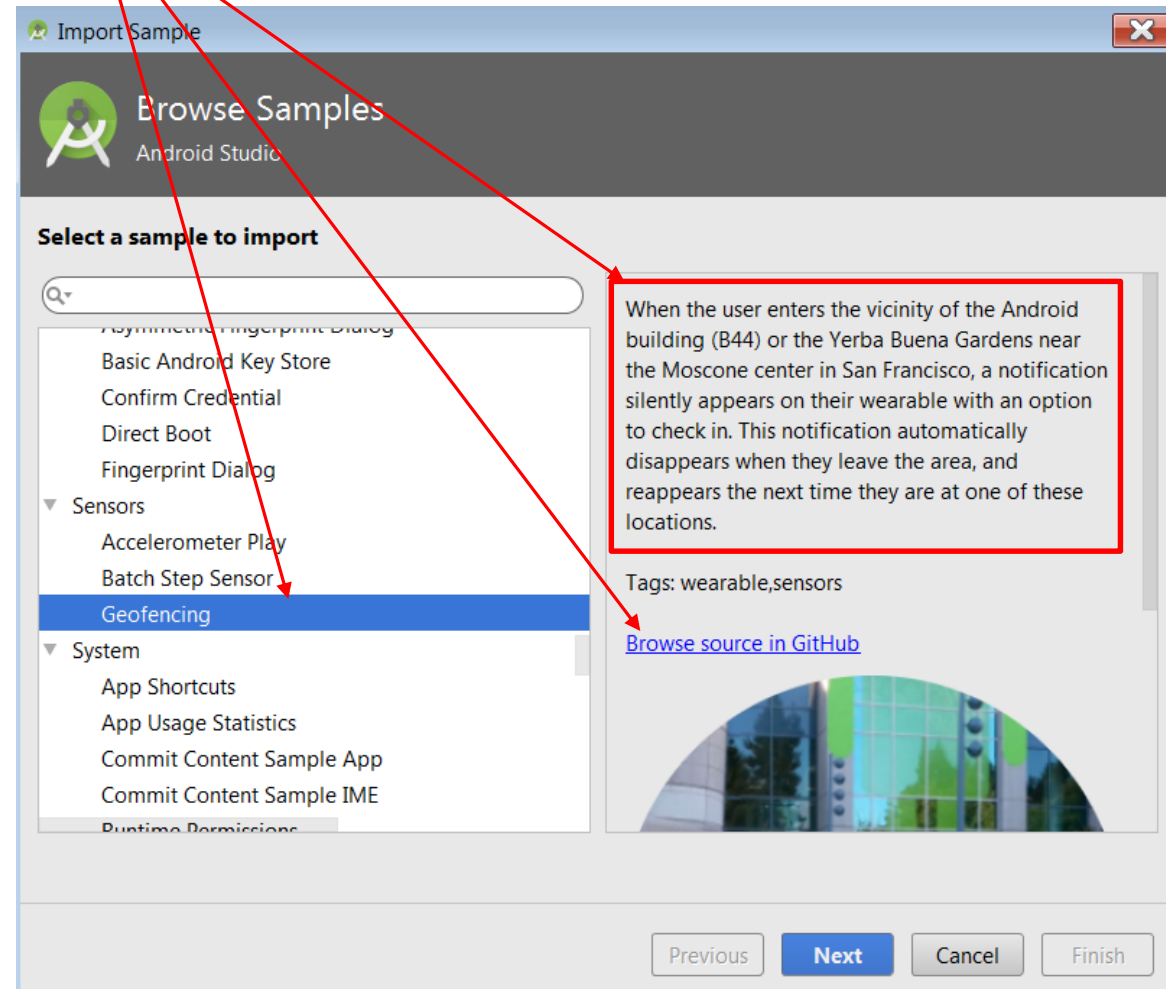 Import Sample
Browse Samples
Android Studio
Select a sample to import
Asymmetric Fingerprint Dialog
Basic Android Key Store
Confirm Credential
Direct Boot
Fingerprint Dialog
Sensors
Accelerometer Play
Batch Step Sensor
Geofencing
System
App Shortcuts
App Usage Statistics
Commit Content Sample App
Commit Content Sample IME
Runtime Permissions
When the user enters the vicinity of the Android
building (B44) or the Yerba Buena Gardens near
the Moscone center in San Francisco, a notification
silently appears on their wearable with an option
to check in. This notification automatically
disappears when they leave the area, and
reappears the next time they are at one of these
locations.
Tags: wearable,sensors
Browse source in GitHub
Previous Next Cancel Finish